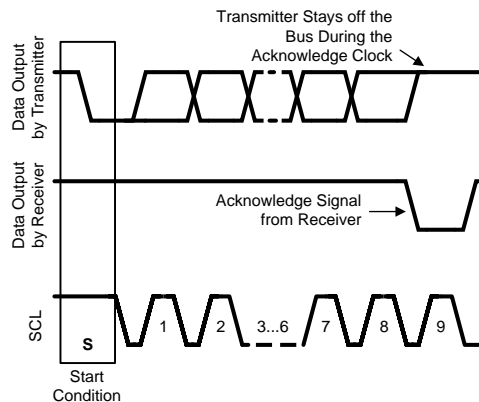 Transmitter Stays off the
Bus During the
Acknowledge Clock
Data Output
by Transmitter
Data Output
by Receiver
Acknowledge Signal
from Receiver
SCL
S
1
2
3...6
7
8
9
Start
Condition